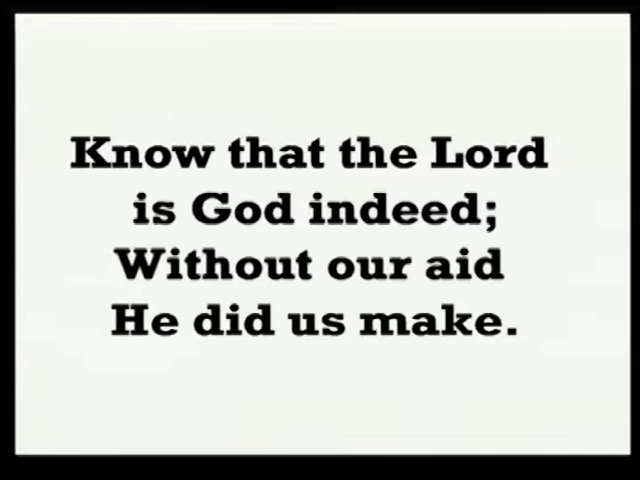 Know that the Lord
is God indeed;
Without our aid
He did us make.